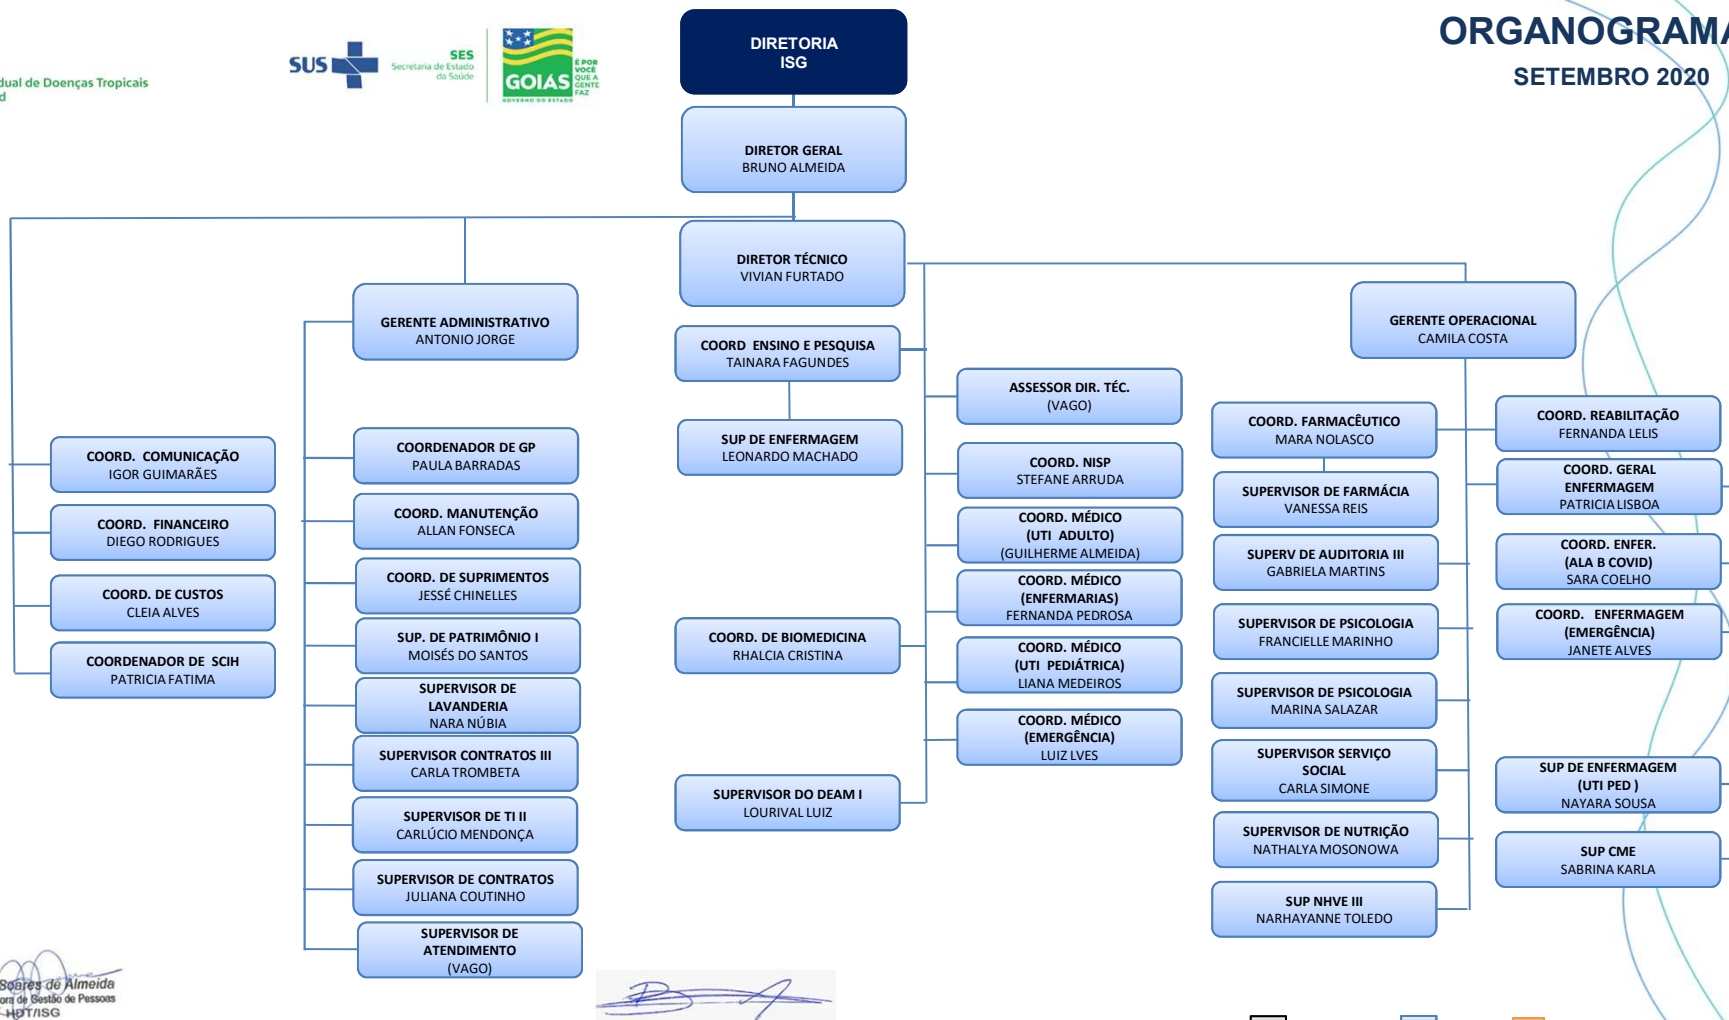 dual de Doenças Tropicais
SUS
SES
Secretaria de Estado
da Saúde
GOIÁS
GOVERNO DO ESTADO
É POR
VOCÊ
QUE A
GENTE
FAZ
ORGANOGRAMA
SETEMBRO 2020
DIRETORIA
ISG
DIRETOR GERAL
BRUNO ALMEIDA
DIRETOR TÉCNICO
VIVIAN FURTADO
GERENTE ADMINISTRATIVO
ANTONIO JORGE
GERENTE OPERACIONAL
CAMILA COSTA
COORD. COMUNICAÇÃO
IGOR GUIMARÃES
COORD. FINANCEIRO
DIEGO RODRIGUES
COORD. DE CUSTOS
CLEIA ALVES
COORDENADOR DE SCIH
PATRICIA FATIMA
COORDENADOR DE GP
PAULA BARRADAS
COORD. MANUTENÇÃO
ALLAN FONSECA
COORD. DE SUPRIMENTOS
JESSÉ CHINELLES
SUP. DE PATRIMÔNIO I
MOISÉS DO SANTOS
SUPERVISOR DE
LAVANDERIA
NARA NÚBIA
SUPERVISOR CONTRATOS III
CARLA TROMBETA
SUPERVISOR DE TI II
CARLÚCIO MENDONÇA
SUPERVISOR DE CONTRATOS
JULIANA COUTINHO
SUPERVISOR DE
ATENDIMENTO
(VAGO)
COORD ENSINO E PESQUISA
TAINARA FAGUNDES
SUP DE ENFERMAGEM
LEONARDO MACHADO
COORD. DE BIOMEDICINA
RHALCIA CRISTINA
SUPERVISOR DO DEAM I
LOURIVAL LUIZ
ASSESSOR DIR. TÉC.
(VAGO)
COORD. NISP
STEFANE ARRUDA
COORD. MÉDICO
(UTI ADULTO)
(GUILHERME ALMEIDA)
COORD. MÉDICO
(ENFERMARIAS)
FERNANDA PEDROSA
COORD. MÉDICO
(UTI PEDIÁTRICA)
LIANA MEDEIROS
COORD. MÉDICO
(EMERGÊNCIA)
LUIZ LVES
COORD. FARMACÊUTICO
MARA NOLASCO
SUPERVISOR DE FARMÁCIA
VANESSA REIS
SUPERV DE AUDITORIA III
GABRIELA MARTINS
SUPERVISOR DE PSICOLOGIA
FRANCIELLE MARINHO
SUPERVISOR DE PSICOLOGIA
MARINA SALAZAR
SUPERVISOR SERVIÇO
SOCIAL
CARLA SIMONE
SUPERVISOR DE NUTRIÇÃO
NATHALYA MOSONOWA
SUP NHVE III
NARHAYANNE TOLEDO
COORD. REABILITAÇÃO
FERNANDA LELIS
COORD. GERAL
ENFERMAGEM
PATRICIA LISBOA
COORD. ENFER.
(ALA B COVID)
SARA COELHO
COORD. ENFERMAGEM
(EMERGÊNCIA)
JANETE ALVES
SUP DE ENFERMAGEM
(UTI PED )
NAYARA SOUSA
SUP CME
SABRINA KARLA
Soares de Almeida
ora de Gestão de Pessoas
HDT/ISG